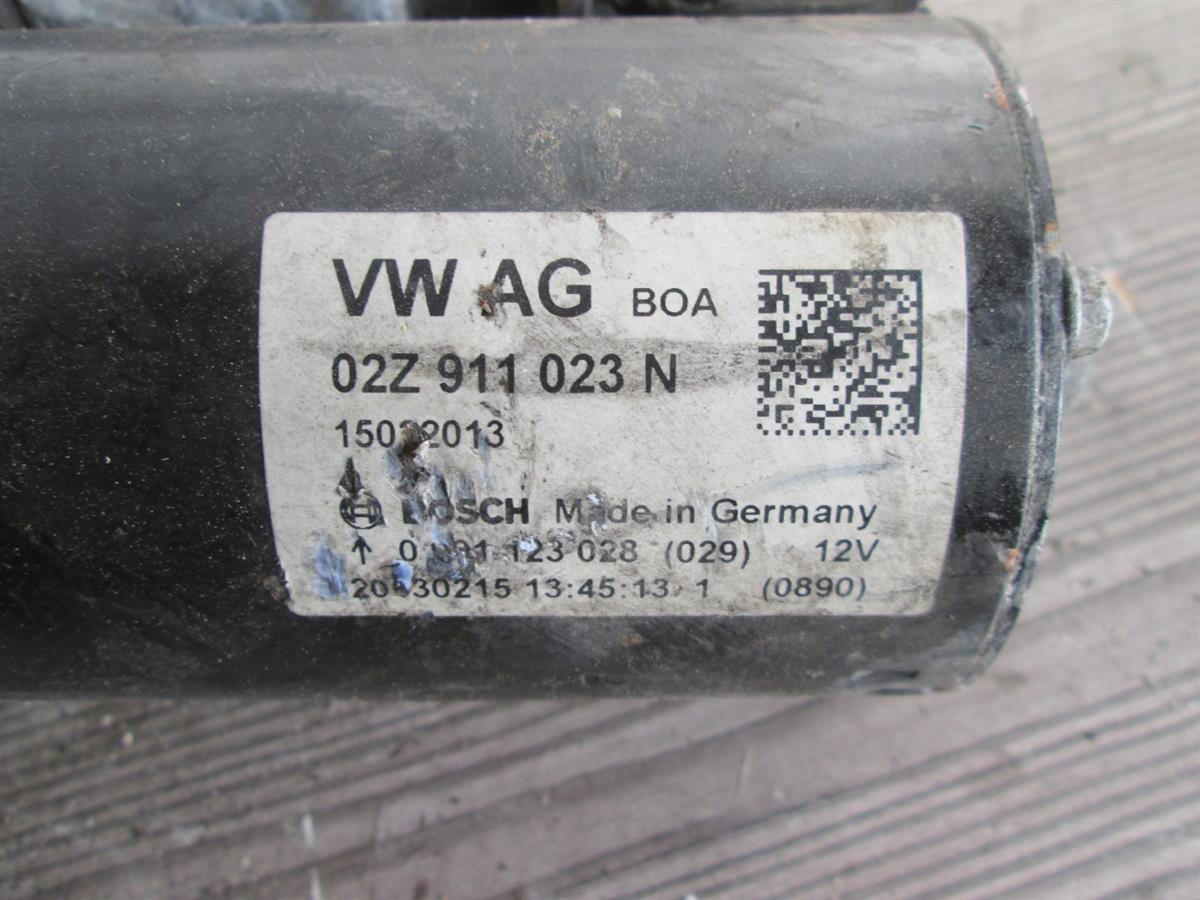 VW AG BOA
02Z 911 023 N
BOSCH Made in Germany
123 028 (029) 12V
13:45:13 1 (0890)